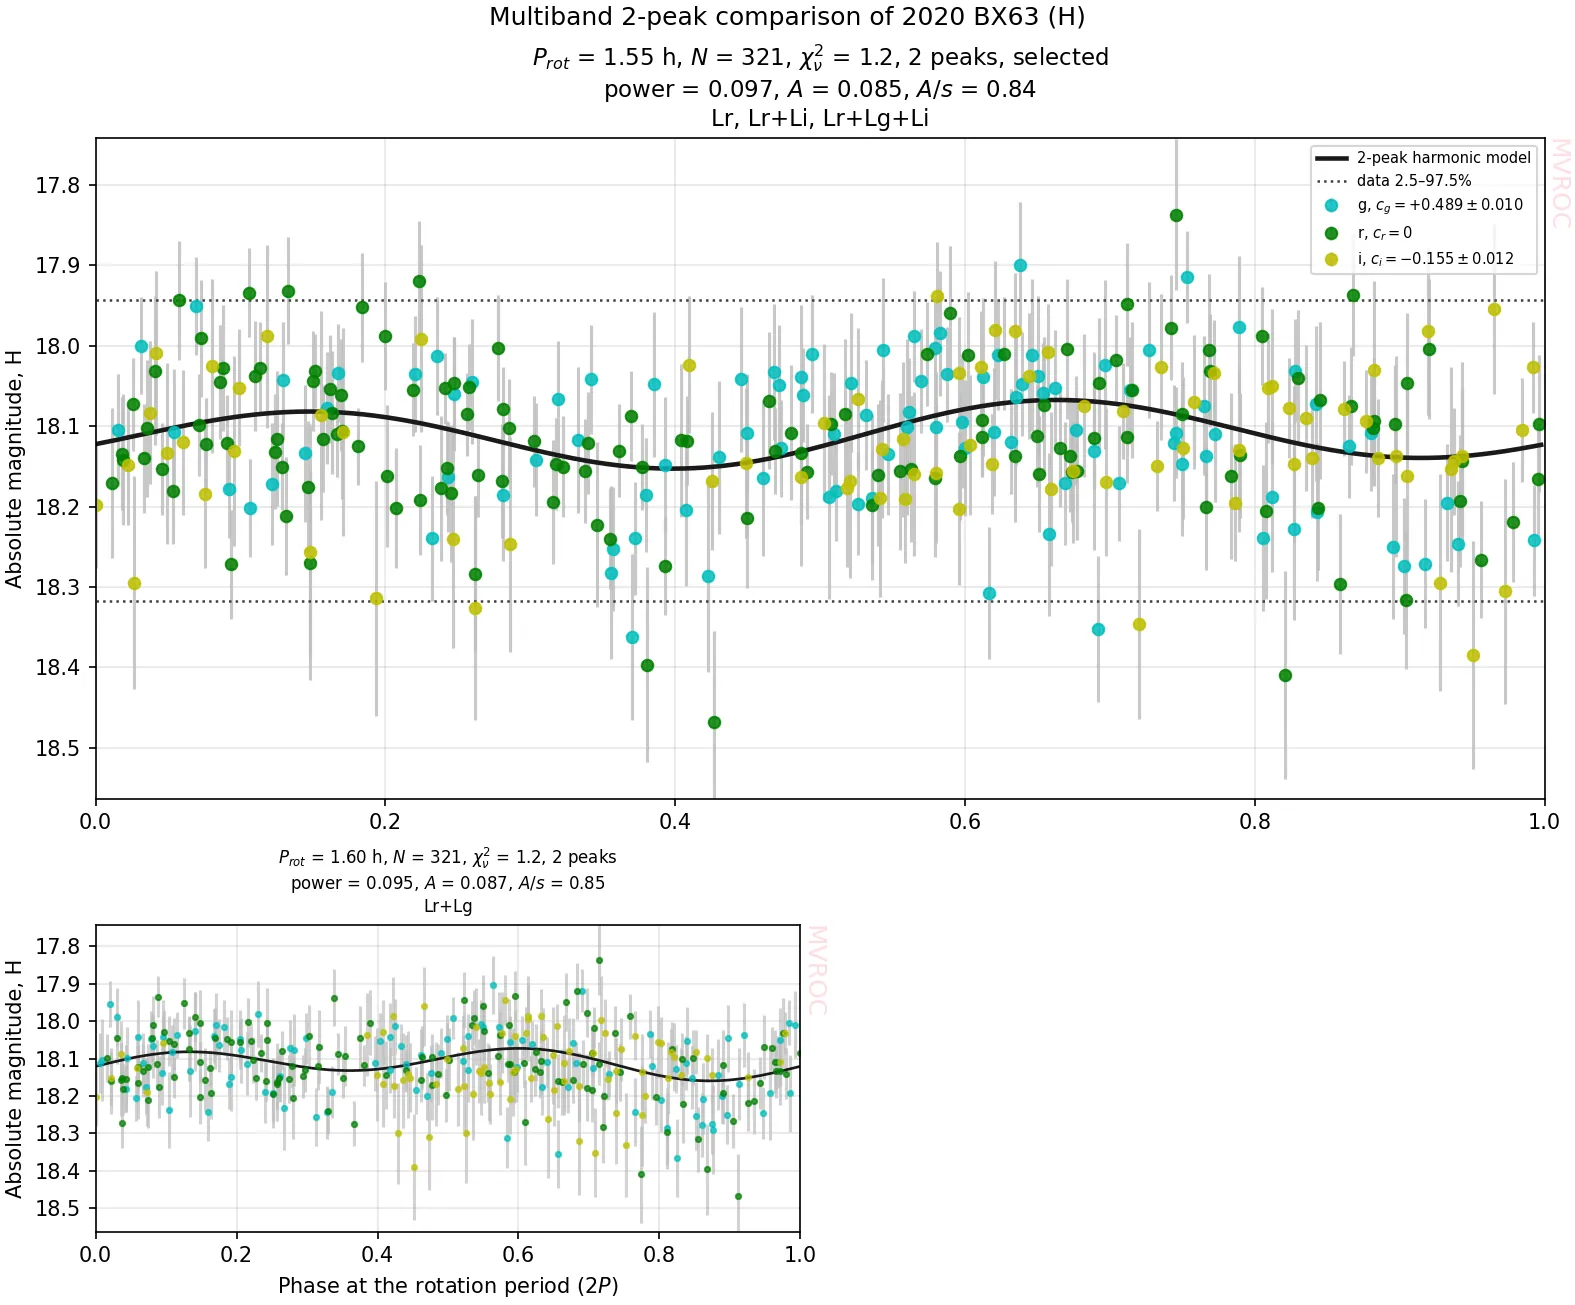 Multiband 2-peak comparison of 2020 BX63 (H)
P_rot = 1.55 h, N = 321, χ²_ν = 1.2, 2 peaks, selected
power = 0.097, A = 0.085, A/s = 0.84
Lr, Lr+Li, Lr+Lg+Li
2-peak harmonic model
data 2.5–97.5%
g, c_g = +0.489 ± 0.010
r, c_r = 0
i, c_i = −0.155 ± 0.012
MVROC
Absolute magnitude, H
17.8
17.9
18.0
18.1
18.2
18.3
18.4
18.5
0.0 0.2 0.4 0.6 0.8 1.0
P_rot = 1.60 h, N = 321, χ²_ν = 1.2, 2 peaks
power = 0.095, A = 0.087, A/s = 0.85
Lr+Lg
MVROC
Absolute magnitude, H
17.8
17.9
18.0
18.1
18.2
18.3
18.4
18.5
0.0 0.2 0.4 0.6 0.8 1.0
Phase at the rotation period (2P)